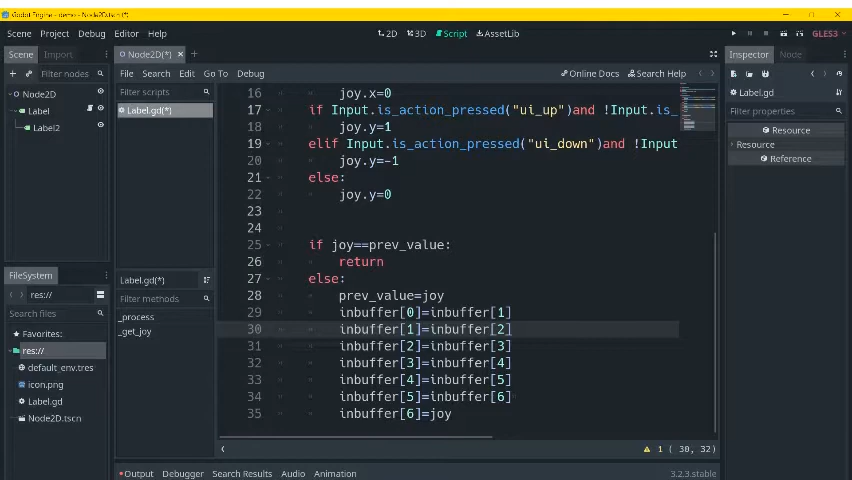 Godot Engine - demo - Node2D.tscn (*)
Scene Project Debug Editor Help
2D 3D Script AssetLib
GLES3
Scene Import
Node2D(*)
Inspector Node
Filter nodes
File Search Edit Go To Debug
Online Docs Search Help
Node2D
Label
Label2
Filter scripts
Label.gd(*)
Label.gd
Filter properties
Resource
Resource
Reference
16 joy.x=0
17 if Input.is_action_pressed("ui_up")and !Input.is_
18 joy.y=1
19 elif Input.is_action_pressed("ui_down")and !Input
20 joy.y=-1
21 else:
22 joy.y=0
23
24
25 if joy==prev_value:
26 return
27 else:
28 prev_value=joy
29 inbuffer[0]=inbuffer[1]
30 inbuffer[1]=inbuffer[2]
31 inbuffer[2]=inbuffer[3]
32 inbuffer[3]=inbuffer[4]
33 inbuffer[4]=inbuffer[5]
34 inbuffer[5]=inbuffer[6]
35 inbuffer[6]=joy
Label.gd(*)
Filter methods
_process
_get_joy
FileSystem
res://
Search files
Favorites:
res://
default_env.tres
icon.png
Label.gd
Node2D.tscn
1 ( 30, 32)
Output Debugger Search Results Audio Animation
3.2.3.stable